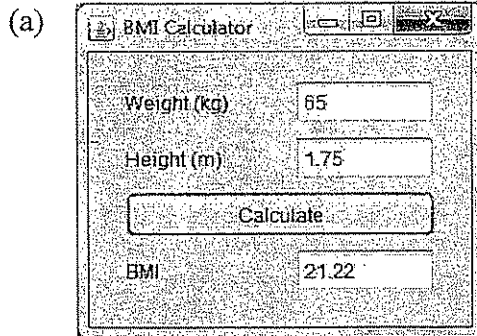 (a)
BMI Calculator
Weight (kg) 65
Height (m) 1.75
Calculate
BMI 21.22